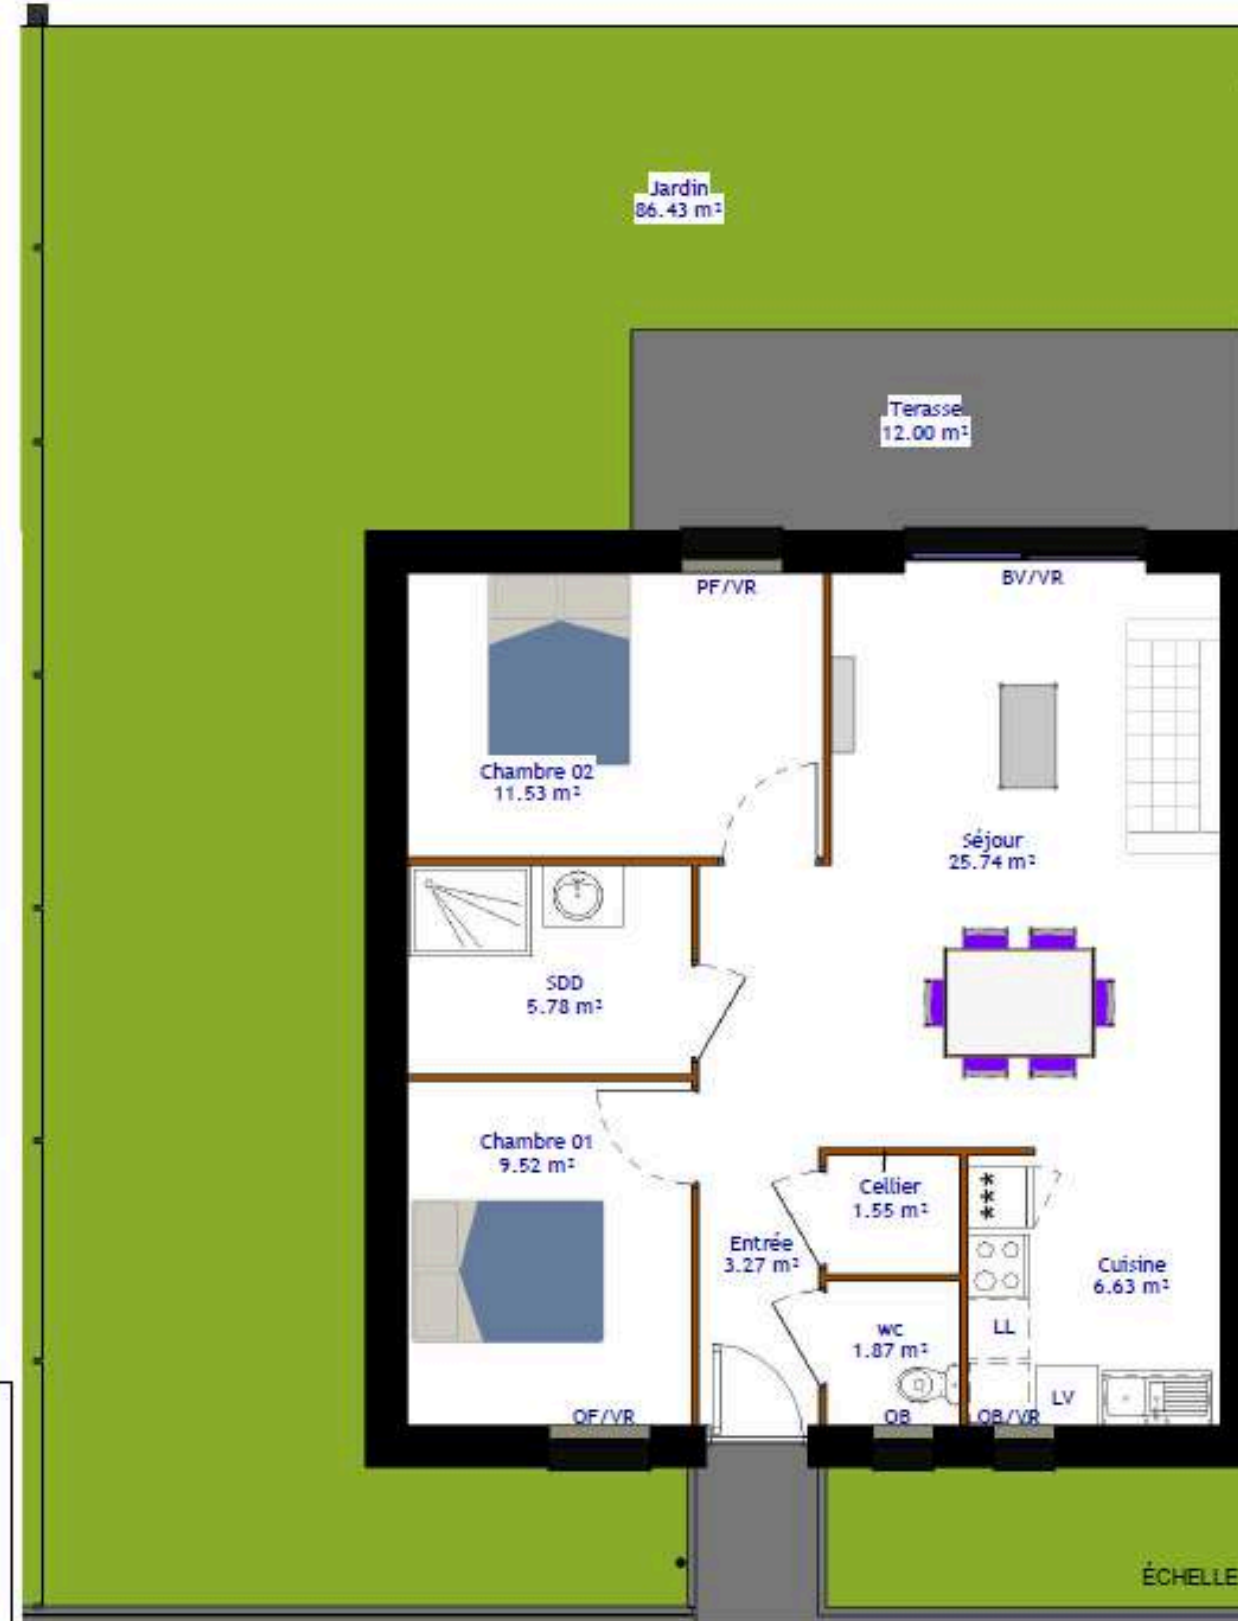 Jardin
86.43 m²
Terasse
12.00 m²
PF/VR
BV/VR
Chambre 02
11.53 m²
Séjour
25.74 m²
SDD
5.78 m²
Chambre 01
9.52 m²
Cellier
1.55 m²
***
Entrée
3.27 m²
Cuisine
6.63 m²
wc
1.87 m²
LL
LV
OF/VR
OB
OB/VR
ÉCHELLE